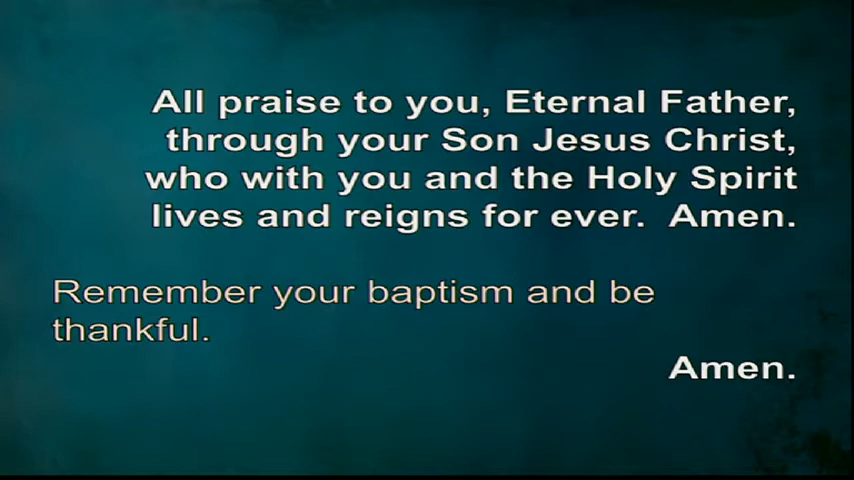 All praise to you, Eternal Father,
through your Son Jesus Christ,
who with you and the Holy Spirit
lives and reigns for ever.  Amen.
Remember your baptism and be
thankful.
Amen.